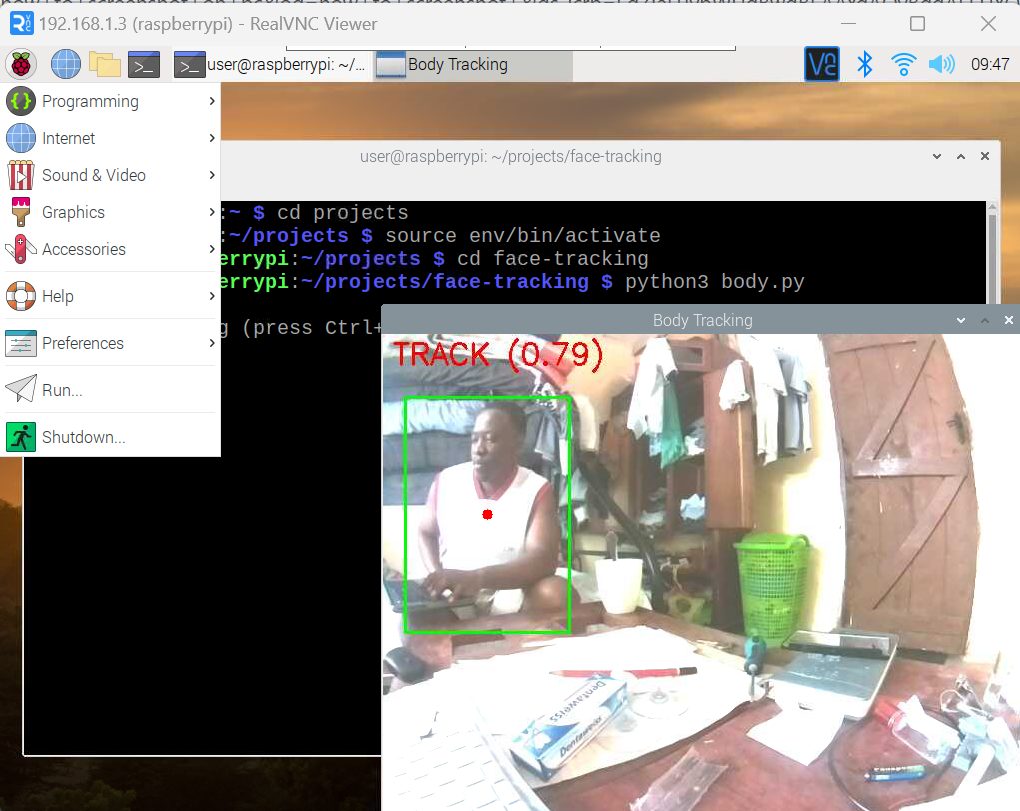 192.168.1.3 (raspberrypi) - RealVNC Viewer
user@raspberrypi: ~/...
Body Tracking
09:47
Programming
Internet
Sound & Video
Graphics
Accessories
Help
Preferences
Run...
Shutdown...
user@raspberrypi: ~/projects/face-tracking
:~ $ cd projects
:~/projects $ source env/bin/activate
errypi:~/projects $ cd face-tracking
errypi:~/projects/face-tracking $ python3 body.py
g (press Ctrl+
Body Tracking
TRACK (0.79)
DentaWeiss
Dentaweiss